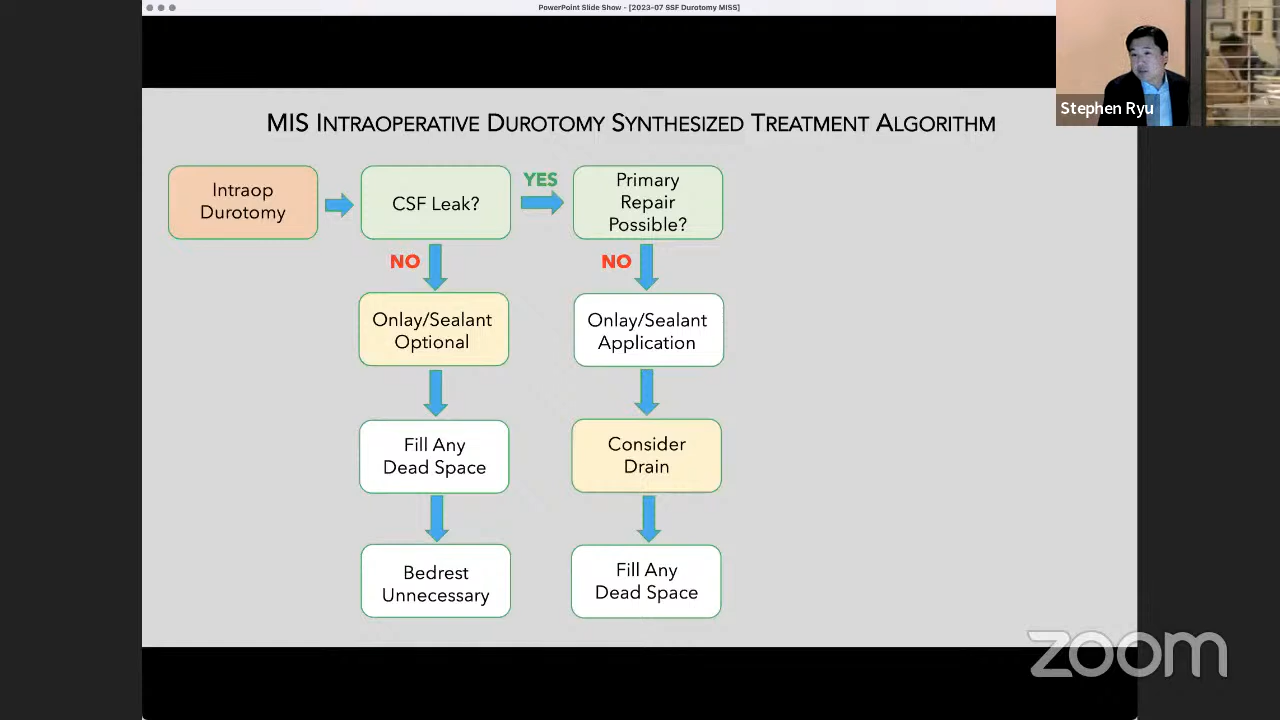 PowerPoint Slide Show - [2023-07 SSF Durotomy MISS]
Stephen Ryu
MIS INTRAOPERATIVE DUROTOMY SYNTHESIZED TREATMENT ALGORITHM
Intraop
Durotomy
CSF Leak?
YES
Primary
Repair
Possible?
NO
NO
Onlay/Sealant
Optional
Onlay/Sealant
Application
Fill Any
Dead Space
Consider
Drain
Bedrest
Unnecessary
Fill Any
Dead Space
zoom